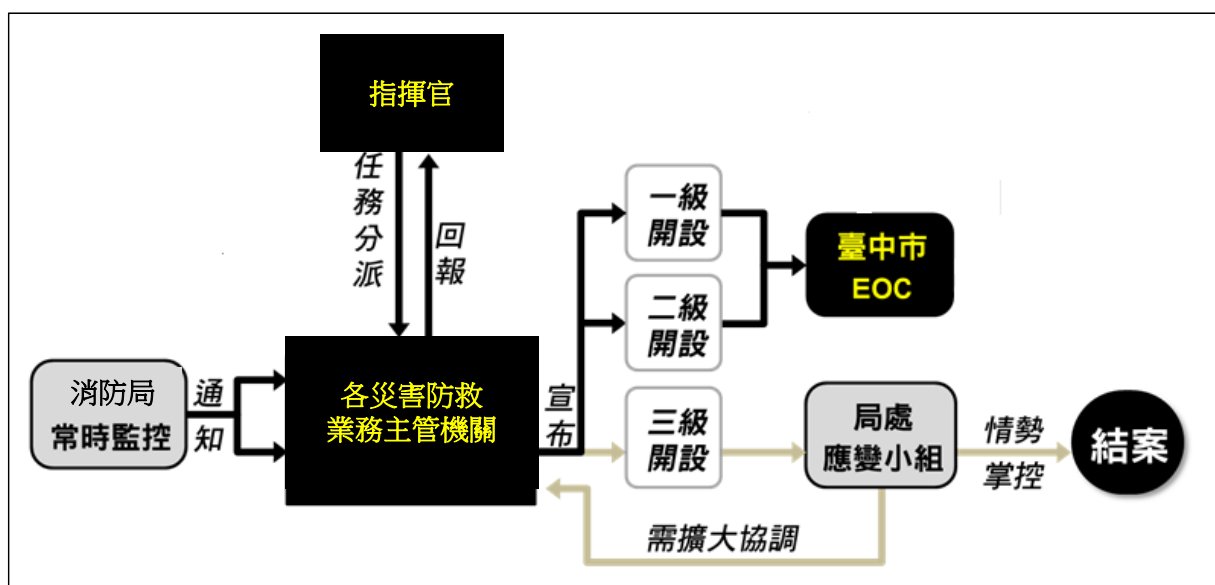 指揮官
任務分派
回報
一級
開設
臺中市
EOC
二級
開設
消防局
常時監控
通知
各災害防救
業務主管機關
宣布
三級
開設
局處
應變小組
情勢
掌控
結案
需擴大協調